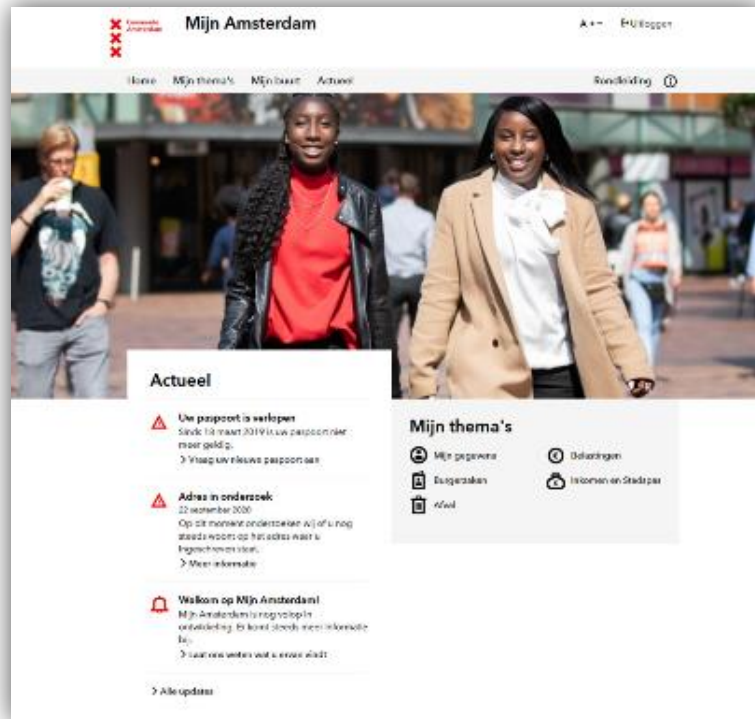 Gemeente
Amsterdam
Mijn Amsterdam
A + −
Uitloggen
Home Mijn thema's Mijn buurt Actueel
Rondleiding
Actueel
Uw paspoort is verlopen
Sinds 18 maart 2019 is uw paspoort niet
meer geldig.
Vraag uw nieuwe paspoort aan
Adres in onderzoek
22 september 2020
Op dit moment onderzoeken wij of u nog
steeds woont op het adres waar u
ingeschreven staat.
Meer informatie
Welkom op Mijn Amsterdam!
Mijn Amsterdam is nog volop in
ontwikkeling. Er komt steeds meer informatie
bij.
Laat ons weten wat u ervan vindt
Alle updates
Mijn thema's
Mijn gegevens
Belastingen
Burgerzaken
Inkomen en Stadspas
Afval